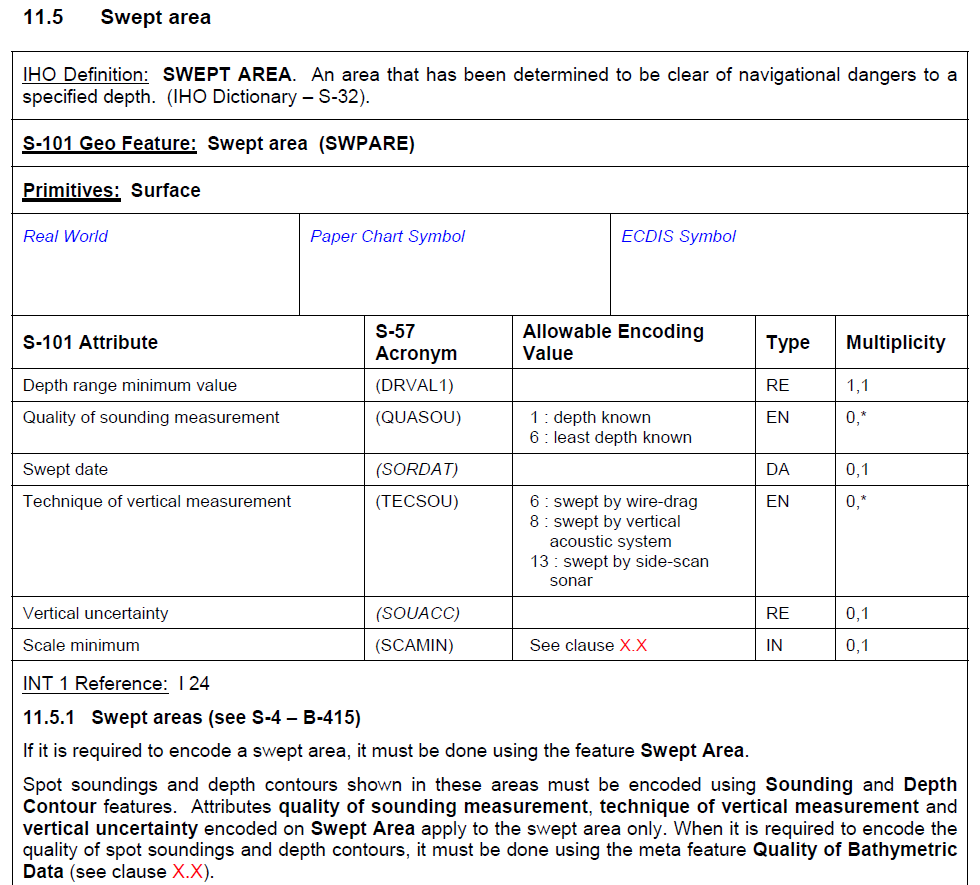 11.5 Swept area
IHO Definition: SWEPT AREA. An area that has been determined to be clear of navigational dangers to a
specified depth. (IHO Dictionary – S-32).
S-101 Geo Feature: Swept area (SWPARE)
Primitives: Surface
Real World Paper Chart Symbol ECDIS Symbol
S-101 Attribute S-57 Acronym Allowable Encoding Value Type Multiplicity
Depth range minimum value (DRVAL1) RE 1,1
Quality of sounding measurement (QUASOU) 1 : depth known EN 0,*
6 : least depth known
Swept date (SORDAT) DA 0,1
Technique of vertical measurement (TECSOU) 6 : swept by wire-drag EN 0,*
8 : swept by vertical
acoustic system
13 : swept by side-scan
sonar
Vertical uncertainty (SOUACC) RE 0,1
Scale minimum (SCAMIN) See clause X.X IN 0,1
INT 1 Reference: I 24
11.5.1 Swept areas (see S-4 – B-415)
If it is required to encode a swept area, it must be done using the feature Swept Area.
Spot soundings and depth contours shown in these areas must be encoded using Sounding and Depth
Contour features. Attributes quality of sounding measurement, technique of vertical measurement and
vertical uncertainty encoded on Swept Area apply to the swept area only. When it is required to encode the
quality of spot soundings and depth contours, it must be done using the meta feature Quality of Bathymetric
Data (see clause X.X).